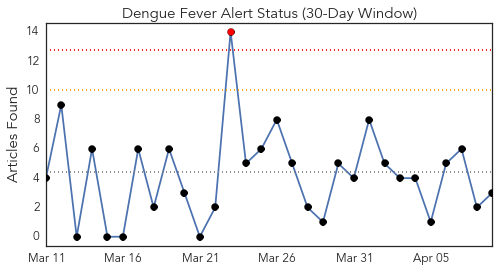 Dengue Fever Alert Status (30-Day Window)
Articles Found
14
12
10
8
6
4
2
0
Mar 11 Mar 16 Mar 21 Mar 26 Mar 31 Apr 05